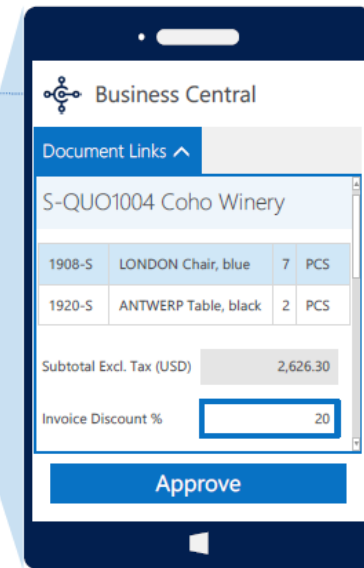 Business Central
Document Links
S-QUO1004 Coho Winery
1908-S LONDON Chair, blue 7 PCS
1920-S ANTWERP Table, black 2 PCS
Subtotal Excl. Tax (USD) 2,626.30
Invoice Discount % 20
Approve